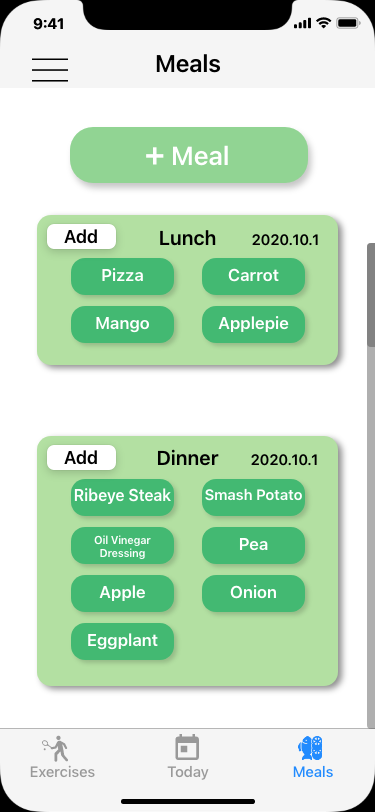 9:41
Meals
+ Meal
Add Lunch 2020.10.1
Pizza Carrot
Mango Applepie
Add Dinner 2020.10.1
Ribeye Steak Smash Potato
Oil Vinegar
Dressing
Pea
Apple Onion
Eggplant
Exercises Today Meals